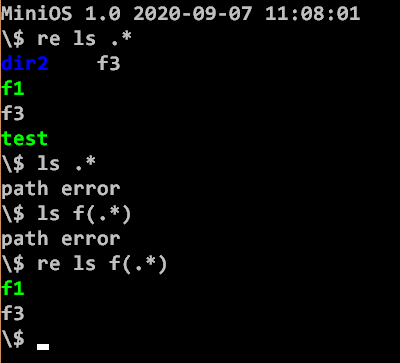 MiniOS 1.0 2020-09-07 11:08:01
\$ re ls .*
dir2    f3
f1
f3
test
\$ ls .*
path error
\$ ls f(.*)
path error
\$ re ls f(.*)
f1
f3
\$